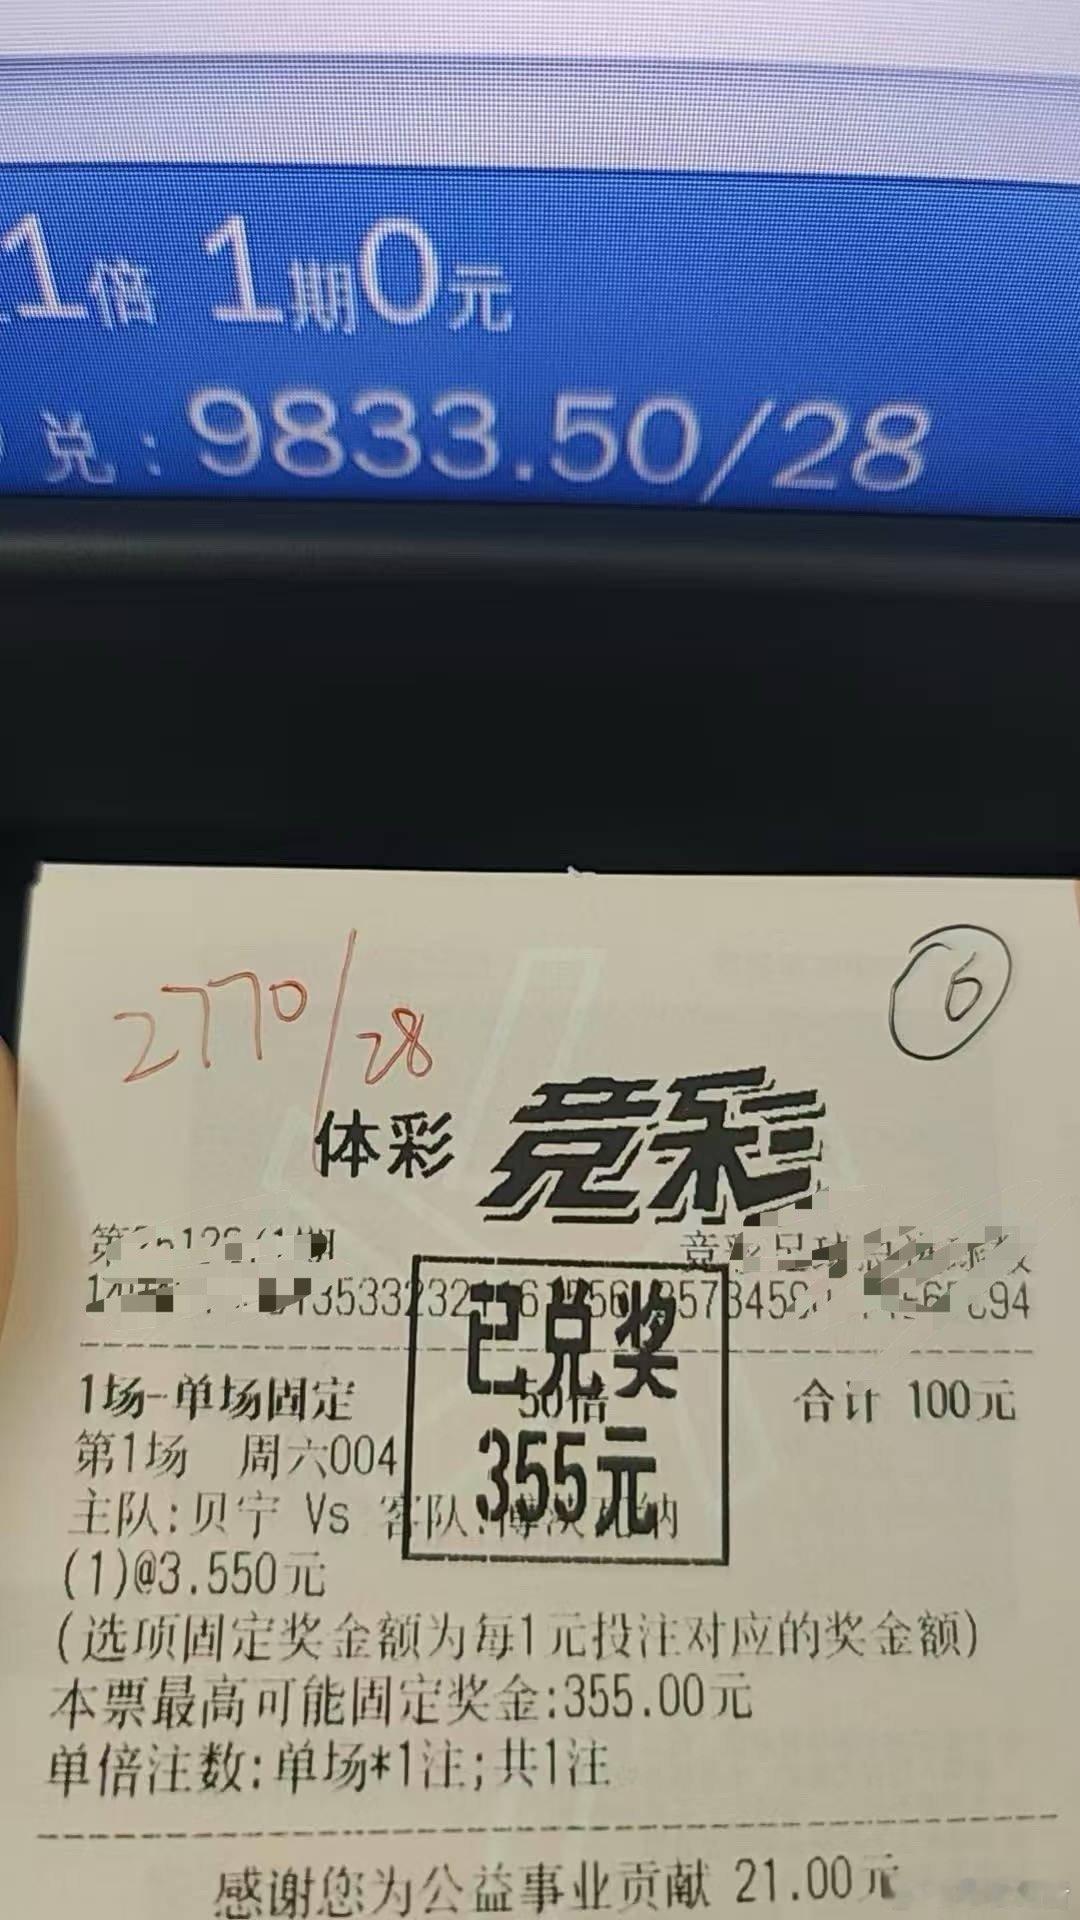 1倍 1期0元
兑:9833.50/28
2770/28
6
体彩 竞彩
已兑奖
355元
1场-单场固定 50倍 合计 100元
第1场 周六004
主队:贝宁 Vs 客队:博茨瓦纳
(1)@3.550元
(选项固定奖金额为每1元投注对应的奖金额)
本票最高可能固定奖金:355.00元
单倍注数:单场*1注;共1注
感谢您为公益事业贡献 21.00元